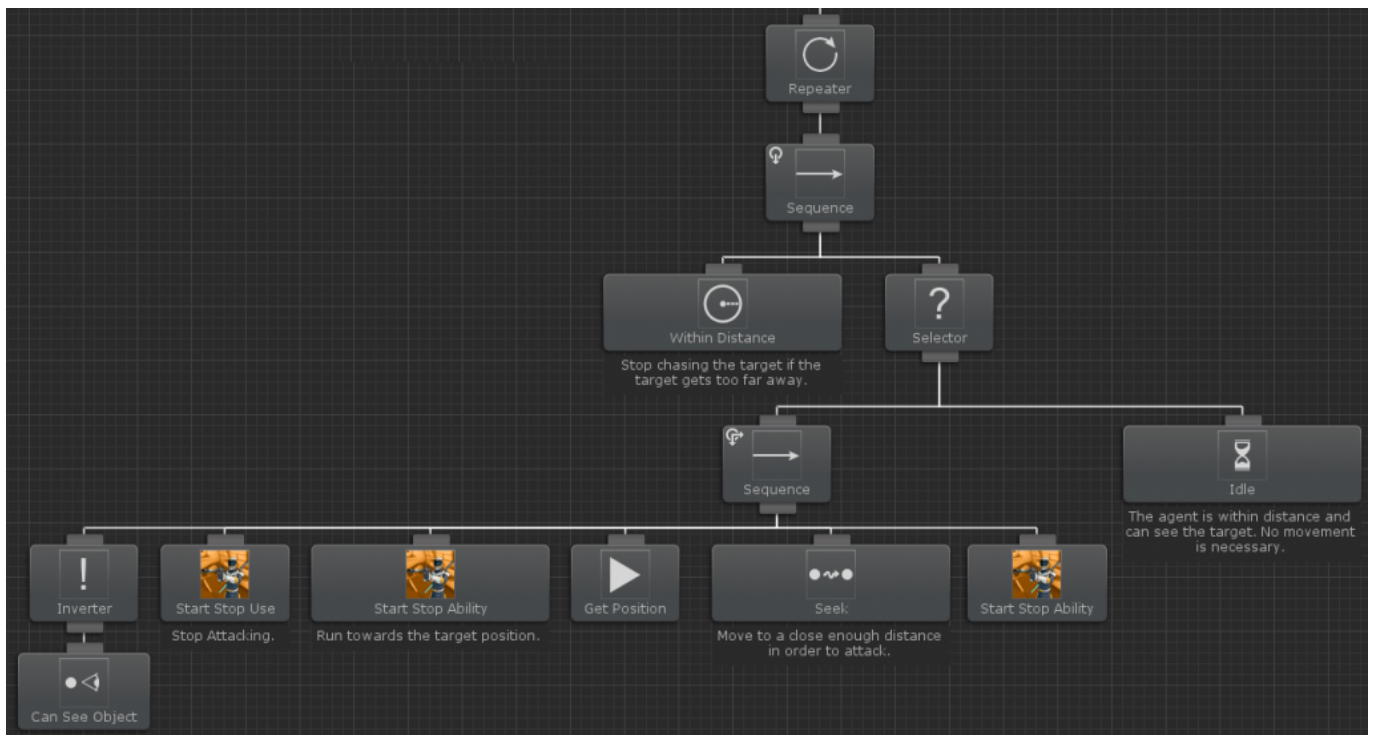 Repeater
Sequence
Within Distance
Selector
Stop chasing the target if the
target gets too far away.
Sequence
Idle
The agent is within distance and
can see the target. No movement
is necessary.
Inverter
Start Stop Use
Start Stop Ability
Get Position
Seek
Start Stop Ability
Stop Attacking.
Run towards the target position.
Move to a close enough distance
in order to attack.
Can See Object